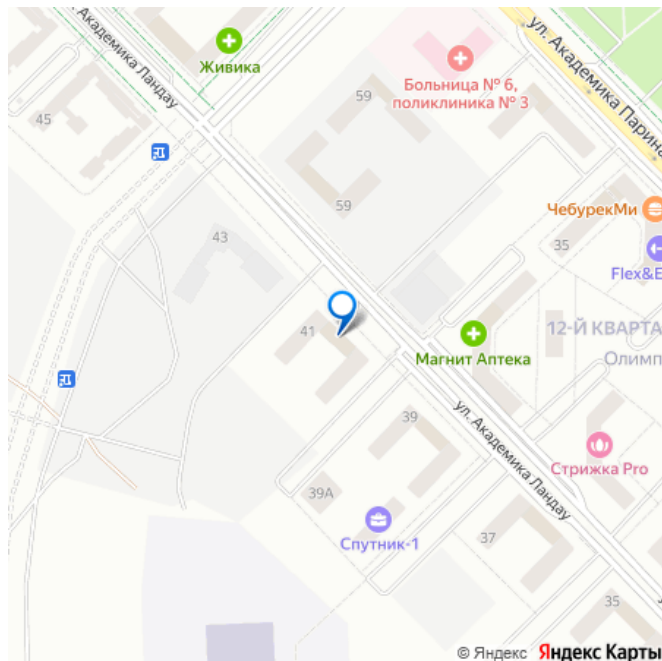 ул. Академика Ландау
Живика
ул. Академика Парина
Больница № 6,
поликлиника № 3
59
45
59
ЧебурекМи
43
35
Flex&E
41
12-Й КВАРТА
Магнит Аптека
Олимп
39
ул. Академика Ландау
Стрижка Pro
39А
Спутник-1
37
35
© Яндекс Яндекс Карты